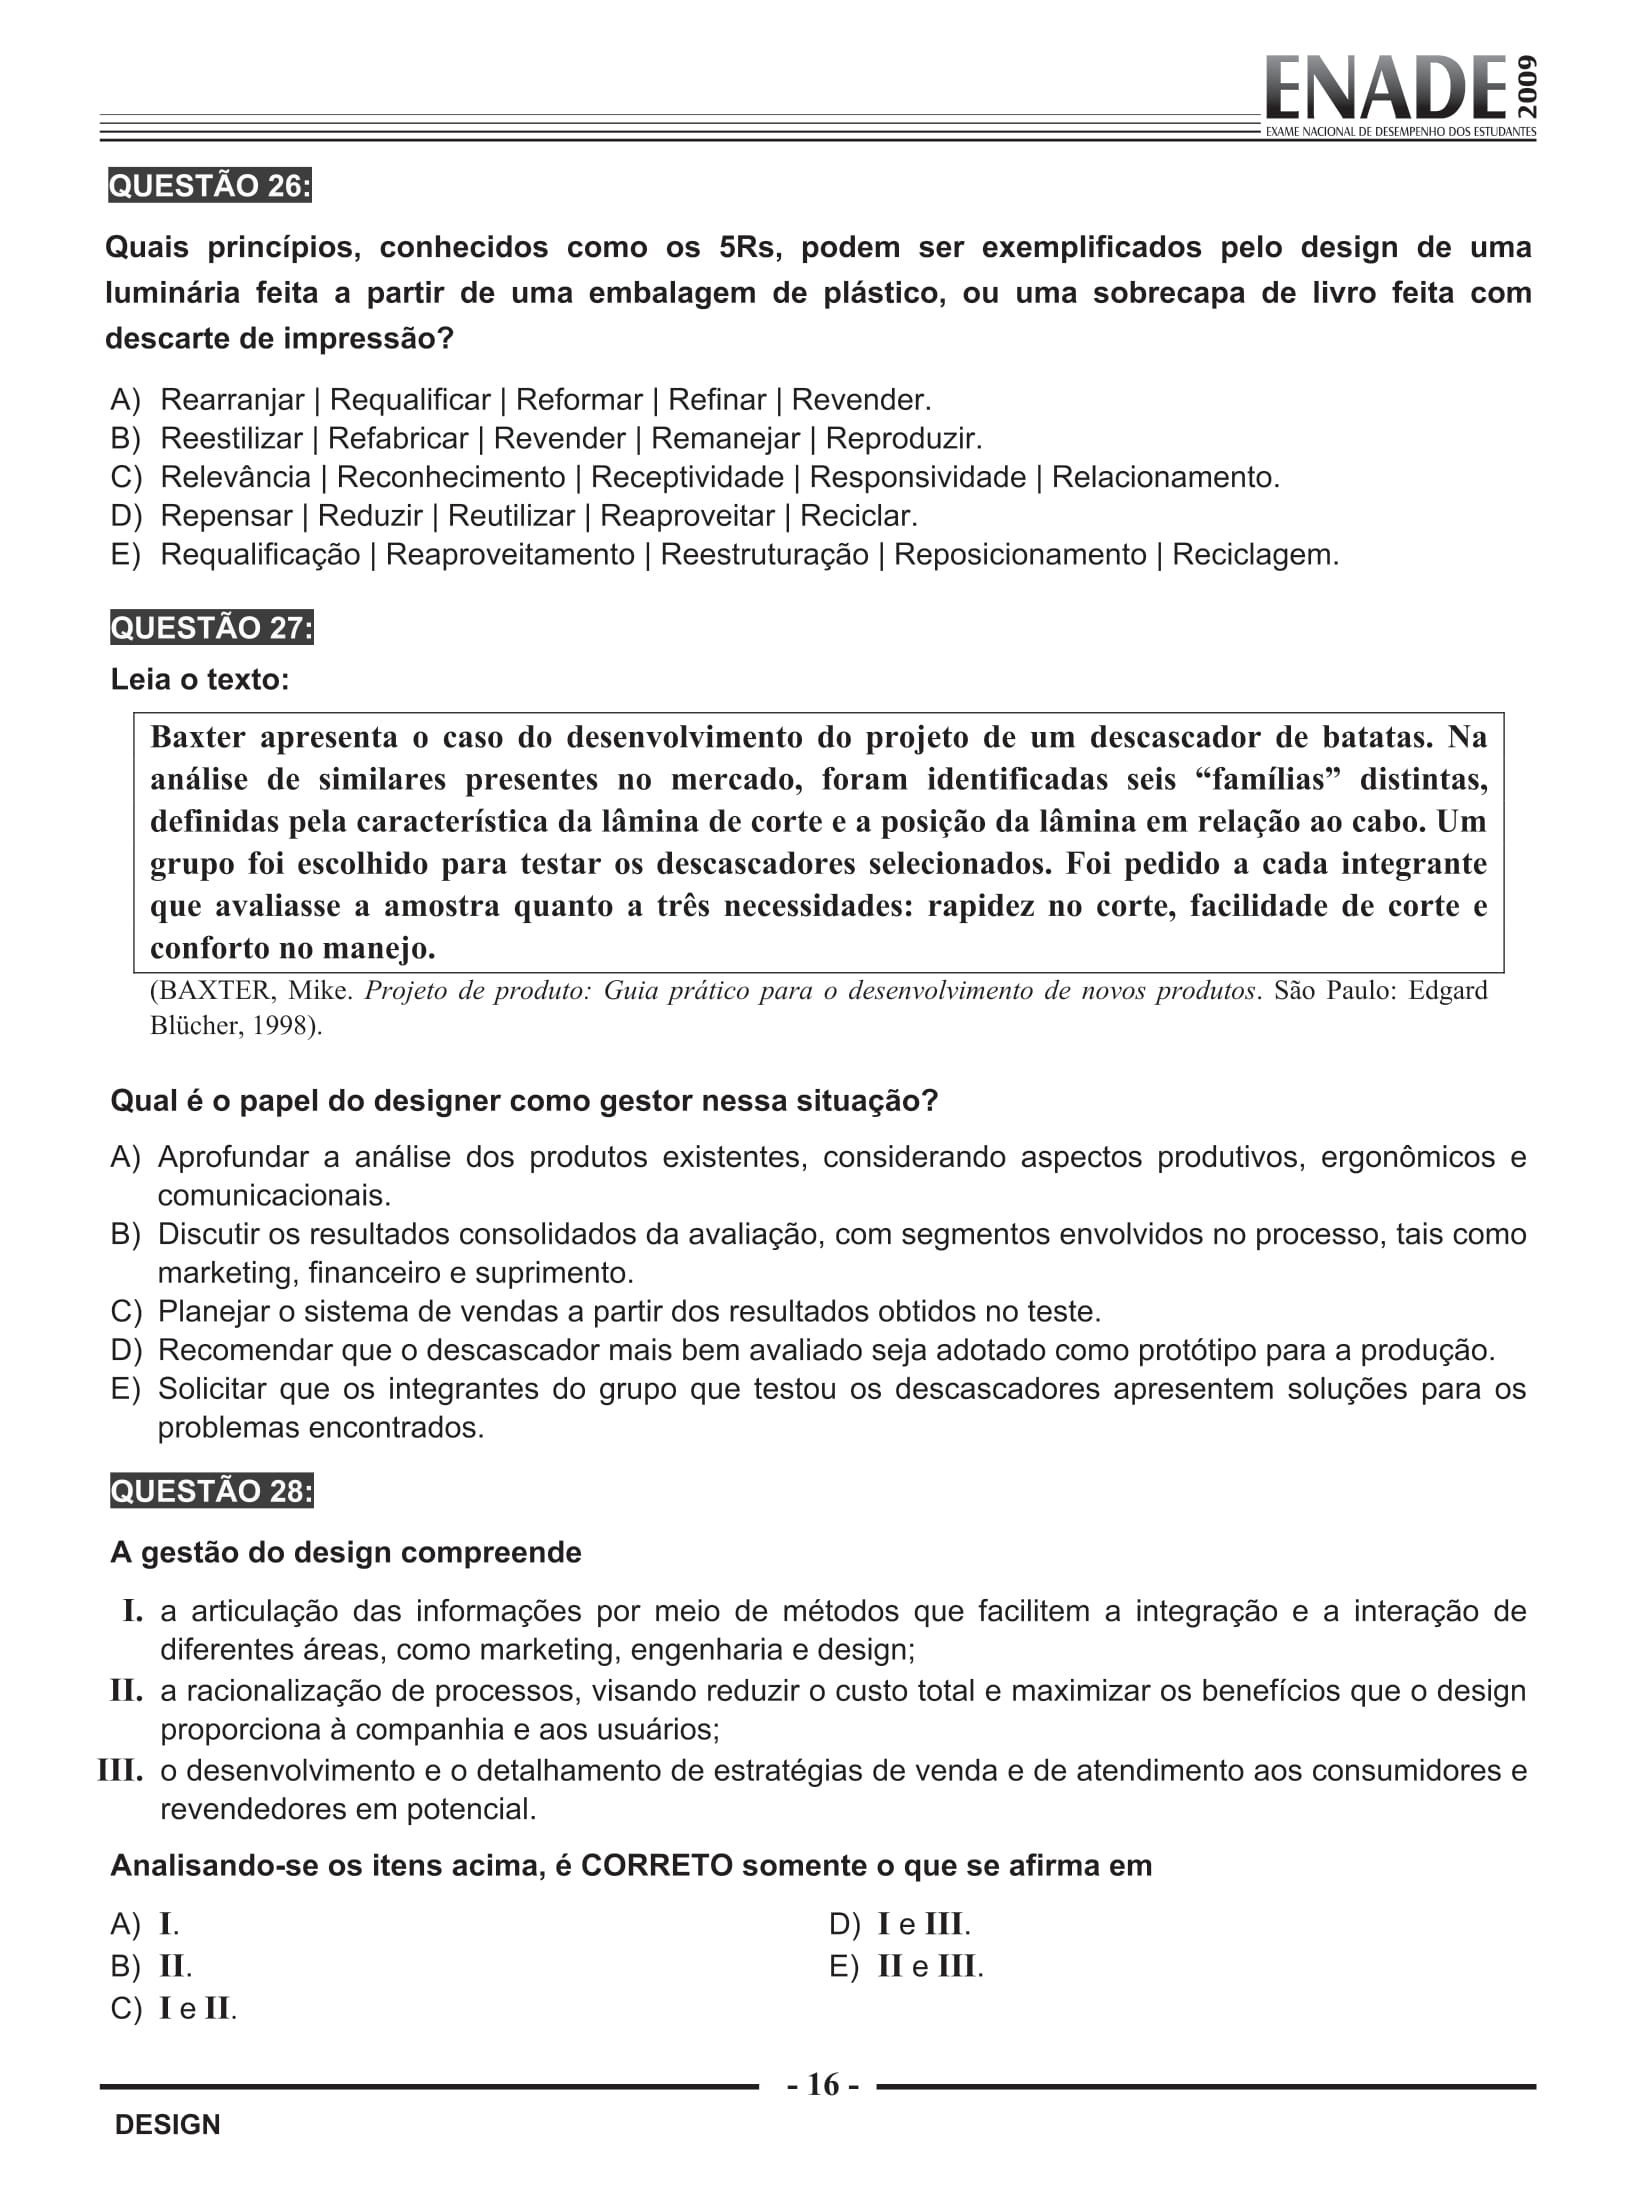 ENADE 2009
EXAME NACIONAL DE DESEMPENHO DOS ESTUDANTES
QUESTÃO 26:
Quais princípios, conhecidos como os 5Rs, podem ser exemplificados pelo design de uma
luminária feita a partir de uma embalagem de plástico, ou uma sobrecapa de livro feita com
descarte de impressão?
A) Rearranjar | Requalificar | Reformar | Refinar | Revender.
B) Reestilizar | Refabricar | Revender | Remanejar | Reproduzir.
C) Relevância | Reconhecimento | Receptividade | Responsividade | Relacionamento.
D) Repensar | Reduzir | Reutilizar | Reaproveitar | Reciclar.
E) Requalificação | Reaproveitamento | Reestruturação | Reposicionamento | Reciclagem.
QUESTÃO 27:
Leia o texto:
Baxter apresenta o caso do desenvolvimento do projeto de um descascador de batatas. Na
análise de similares presentes no mercado, foram identificadas seis “famílias” distintas,
definidas pela característica da lâmina de corte e a posição da lâmina em relação ao cabo. Um
grupo foi escolhido para testar os descascadores selecionados. Foi pedido a cada integrante
que avaliasse a amostra quanto a três necessidades: rapidez no corte, facilidade de corte e
conforto no manejo.
(BAXTER, Mike. Projeto de produto: Guia prático para o desenvolvimento de novos produtos. São Paulo: Edgard
Blücher, 1998).
Qual é o papel do designer como gestor nessa situação?
A) Aprofundar a análise dos produtos existentes, considerando aspectos produtivos, ergonômicos e
comunicacionais.
B) Discutir os resultados consolidados da avaliação, com segmentos envolvidos no processo, tais como
marketing, financeiro e suprimento.
C) Planejar o sistema de vendas a partir dos resultados obtidos no teste.
D) Recomendar que o descascador mais bem avaliado seja adotado como protótipo para a produção.
E) Solicitar que os integrantes do grupo que testou os descascadores apresentem soluções para os
problemas encontrados.
QUESTÃO 28:
A gestão do design compreende
I. a articulação das informações por meio de métodos que facilitem a integração e a interação de
diferentes áreas, como marketing, engenharia e design;
II. a racionalização de processos, visando reduzir o custo total e maximizar os benefícios que o design
proporciona à companhia e aos usuários;
III. o desenvolvimento e o detalhamento de estratégias de venda e de atendimento aos consumidores e
revendedores em potencial.
Analisando-se os itens acima, é CORRETO somente o que se afirma em
A) I.
B) II.
C) I e II.
D) I e III.
E) II e III.
- 16 -
DESIGN